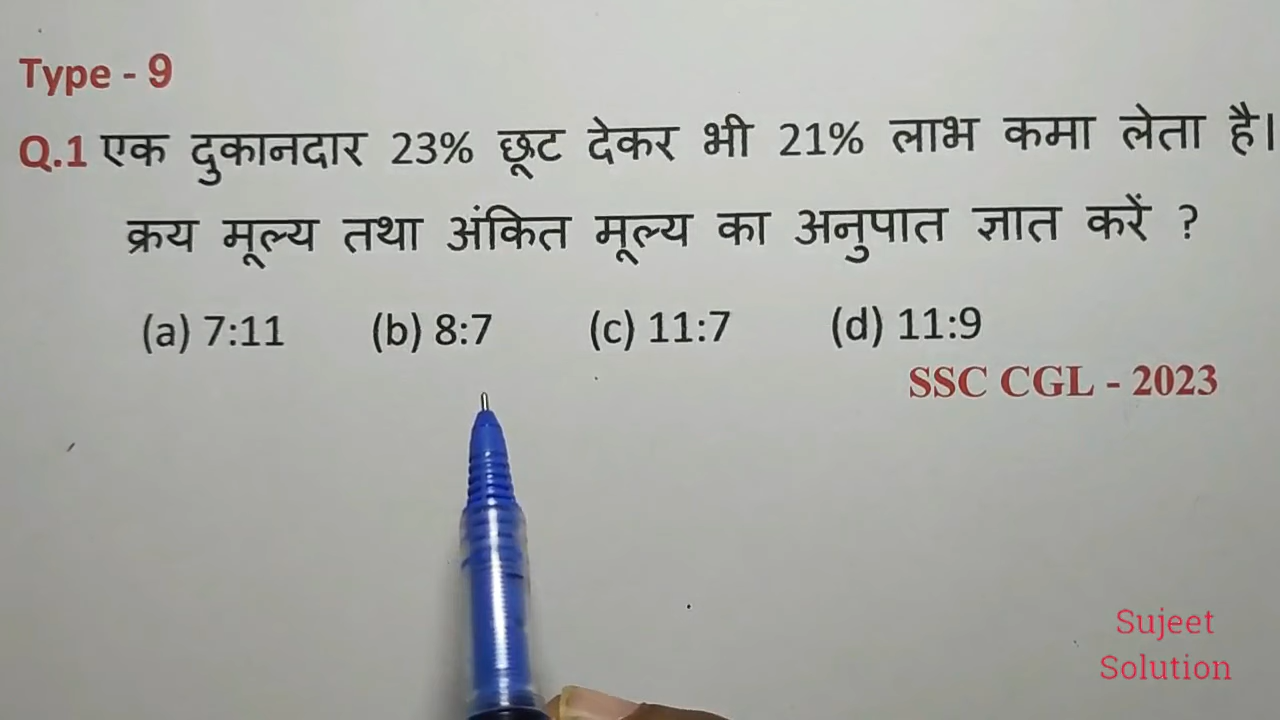 Type - 9
Q.1 एक दुकानदार 23% छूट देकर भी 21% लाभ कमा लेता है।
क्रय मूल्य तथा अंकित मूल्य का अनुपात ज्ञात करें ?
(a) 7:11 (b) 8:7 (c) 11:7 (d) 11:9
SSC CGL - 2023
Sujeet
Solution